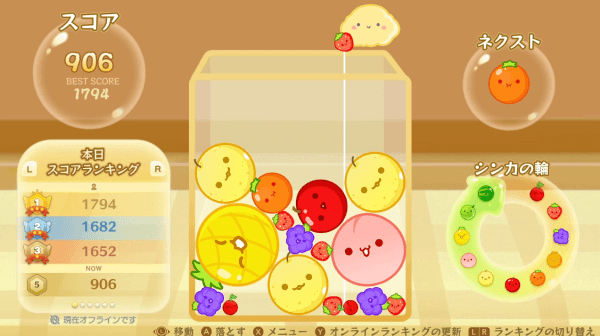 スコア
906
BEST SCORE
1794
ネクスト
本日
L スコアランキング R
1 1794
2 1682
3 1652
NOW
5 906
現在オフラインです
シンカの輪
L 移動 A 落とす X メニュー Y オンラインランキングの更新 L R ランキングの切り替え